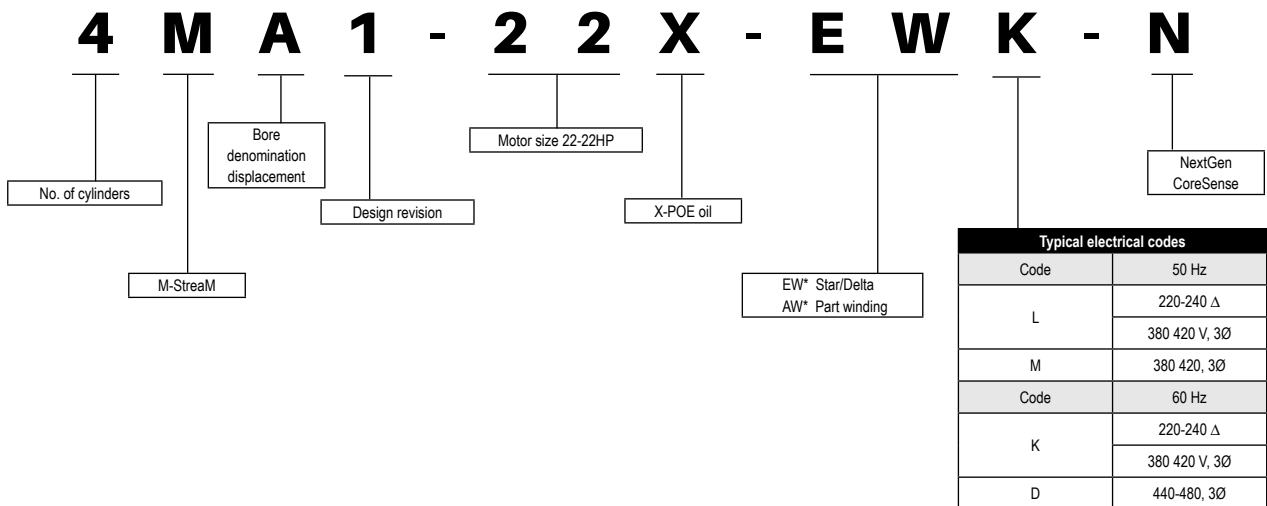 4 M A 1 - 2 2 X - E W K - N
No. of cylinders
M-StreaM
Bore
denomination
displacement
Design revision
Motor size 22-22HP
X-POE oil
EW* Star/Delta
AW* Part winding
NextGen
CoreSense
Typical electrical codes
Code 50 Hz
L 220-240 Δ
380 420 V, 3Ø
M 380 420, 3Ø
Code 60 Hz
K 220-240 Δ
380 420 V, 3Ø
D 440-480, 3Ø